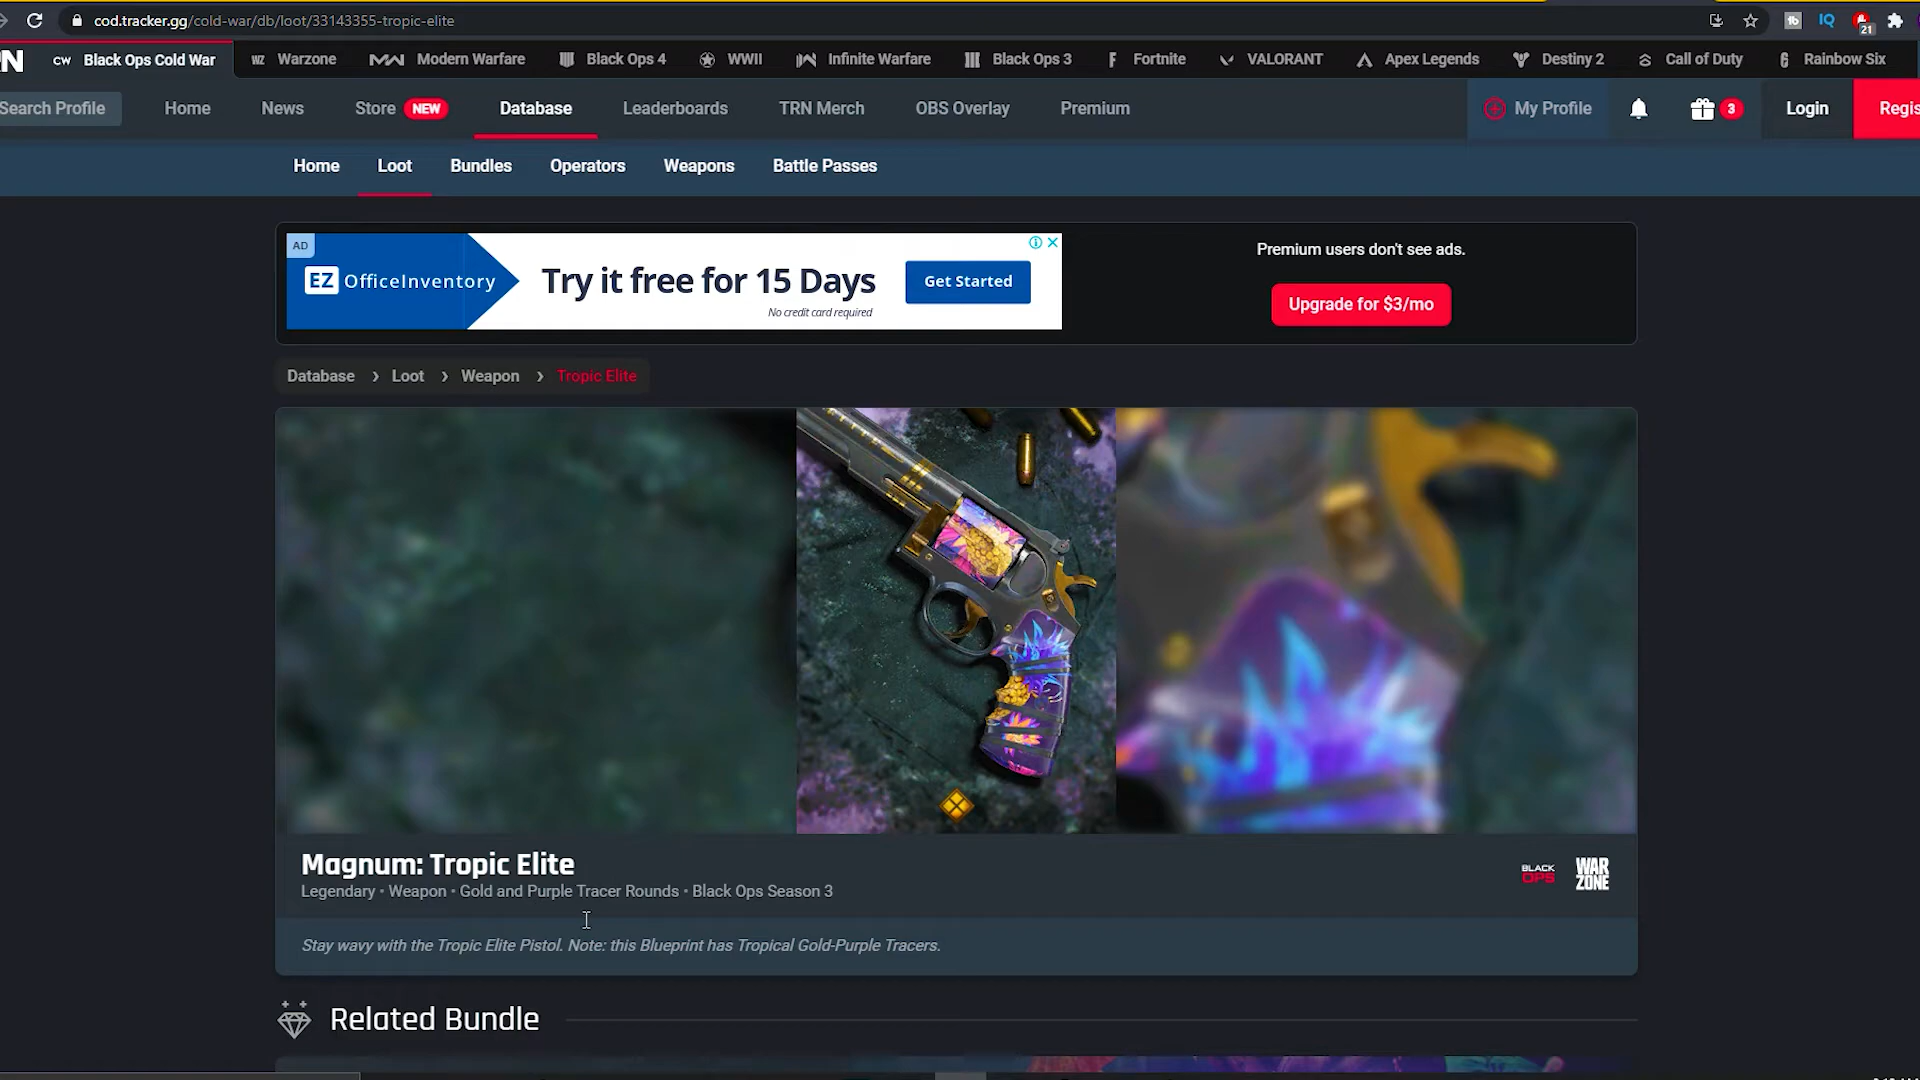 cod.tracker.gg/cold-war/db/loot/33143355-tropic-elite
IQ
21
CW Black Ops Cold War
WZ Warzone
Modern Warfare
Black Ops 4
WWII
Infinite Warfare
Black Ops 3
Fortnite
VALORANT
Apex Legends
Destiny 2
Call of Duty
Rainbow Six
Search Profile
Home
News
Store NEW
Database
Leaderboards
TRN Merch
OBS Overlay
Premium
My Profile
3
Login
Regis
Home
Loot
Bundles
Operators
Weapons
Battle Passes
AD
EZ OfficeInventory
Try it free for 15 Days
No credit card required
Get Started
Premium users don't see ads.
Upgrade for $3/mo
Database › Loot › Weapon › Tropic Elite
Magnum: Tropic Elite
Legendary • Weapon • Gold and Purple Tracer Rounds • Black Ops Season 3
BLACK OPS
WAR ZONE
Stay wavy with the Tropic Elite Pistol. Note: this Blueprint has Tropical Gold-Purple Tracers.
Related Bundle